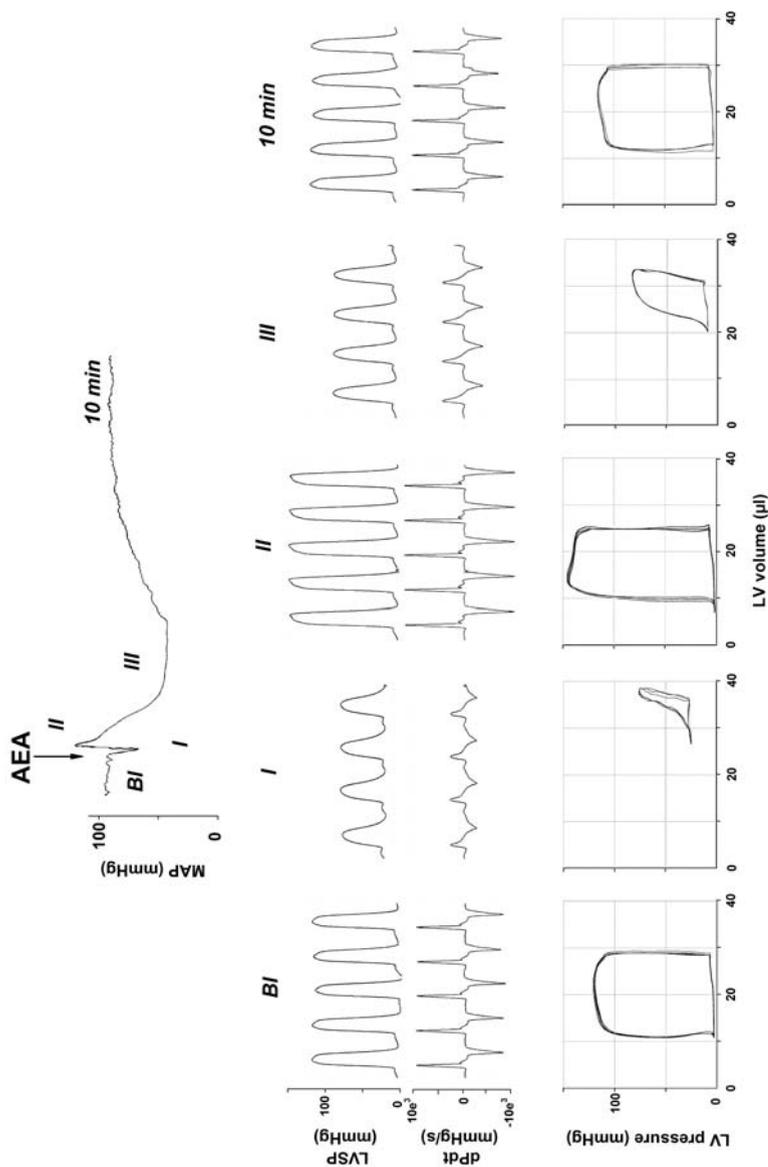 AEA
BI
I
II
III
10 min
MAP (mmHg)
100
0
BI
I
II
III
10 min
LVSP
(mmHg)
100
0
dPdt
(mmHg/s)
10e³
0
-10e³
LV pressure (mmHg)
100
0
0 20 40
0 20 40
0 20 40
0 20 40
0 20 40
LV volume (µl)